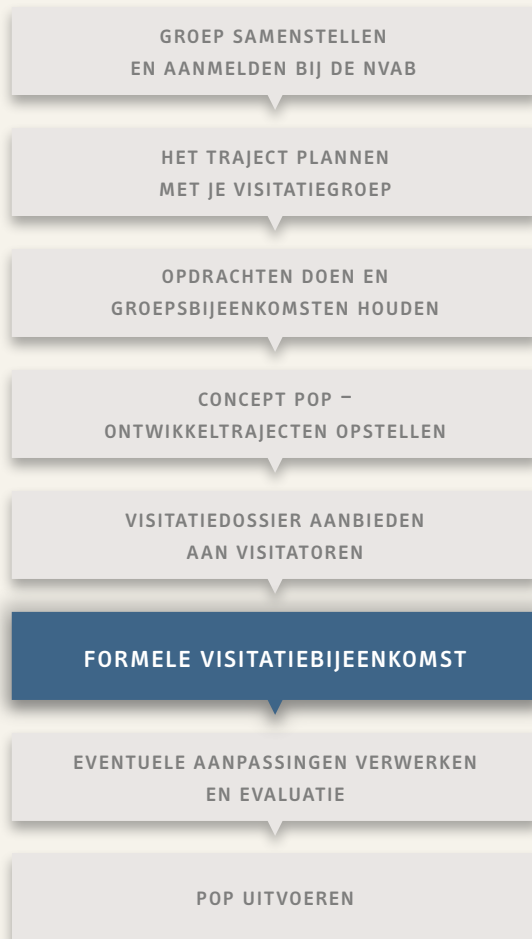 GROEP SAMENSTELLEN
EN AANMELDEN BIJ DE NVAB
HET TRAJECT PLANNEN
MET JE VISITATIEGROEP
OPDRACHTEN DOEN EN
GROEPSBIJEENKOMSTEN HOUDEN
CONCEPT POP –
ONTWIKKELTRAJECTEN OPSTELLEN
VISITATIEDOSSIER AANBIEDEN
AAN VISITATOREN
FORMELE VISITATIEBIJEENKOMST
EVENTUELE AANPASSINGEN VERWERKEN
EN EVALUATIE
POP UITVOEREN